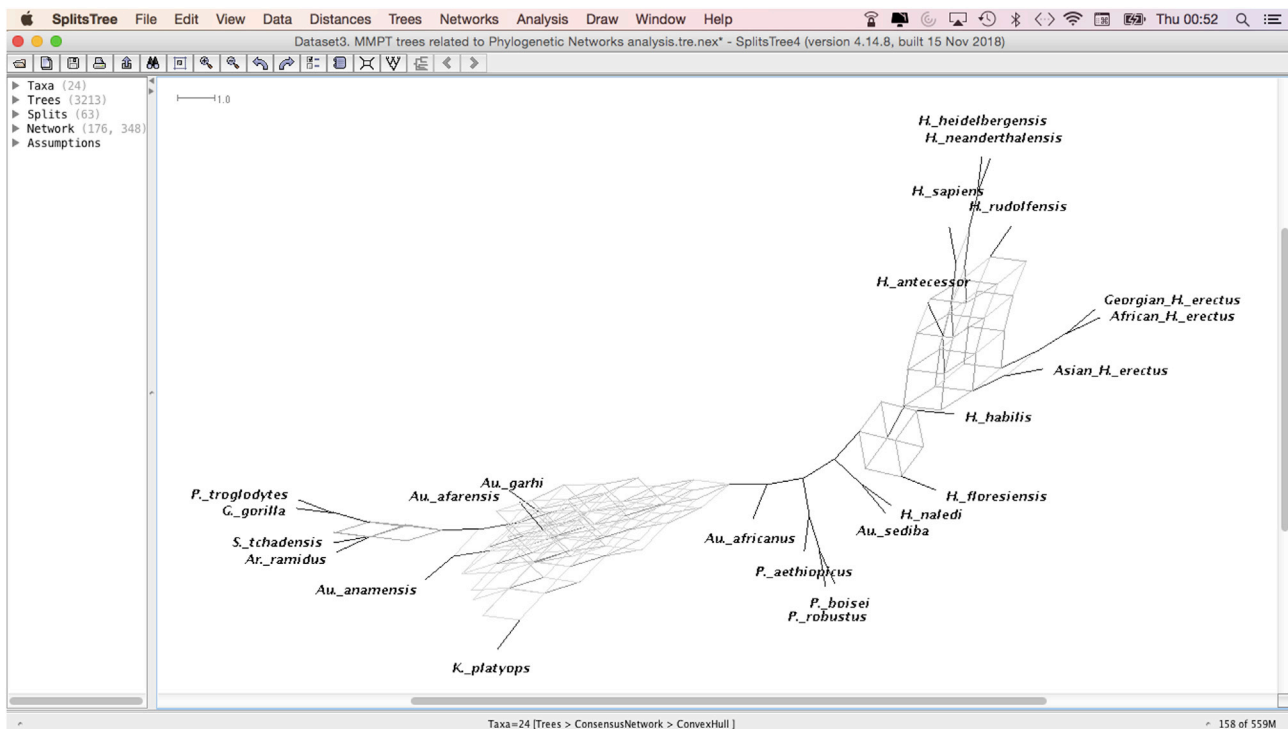 SplitsTree File Edit View Data Distances Trees Networks Analysis Draw Window Help Thu 00:52
Dataset3. MMPT trees related to Phylogenetic Networks analysis.tre.nex* - SplitsTree4 (version 4.14.8, built 15 Nov 2018)
Taxa (24)
Trees (3213)
Splits (63)
Network (176, 348)
Assumptions
1.0
H._heidelbergensis
H._neanderthalensis
H._sapiens
H._rudolfensis
H._antecessor
Georgian_H._erectus
African_H._erectus
Asian_H._erectus
H._habilis
H._floresiensis
H._naledi
Au._sediba
Au._garhi
Au._afarensis
P._troglodytes
G._gorilla
S._tchadensis
Ar._ramidus
Au._anamensis
Au._africanus
P._aethiopicus
P._boisei
P._robustus
K._platyops
Taxa=24 [Trees > ConsensusNetwork > ConvexHull ]
158 of 559M